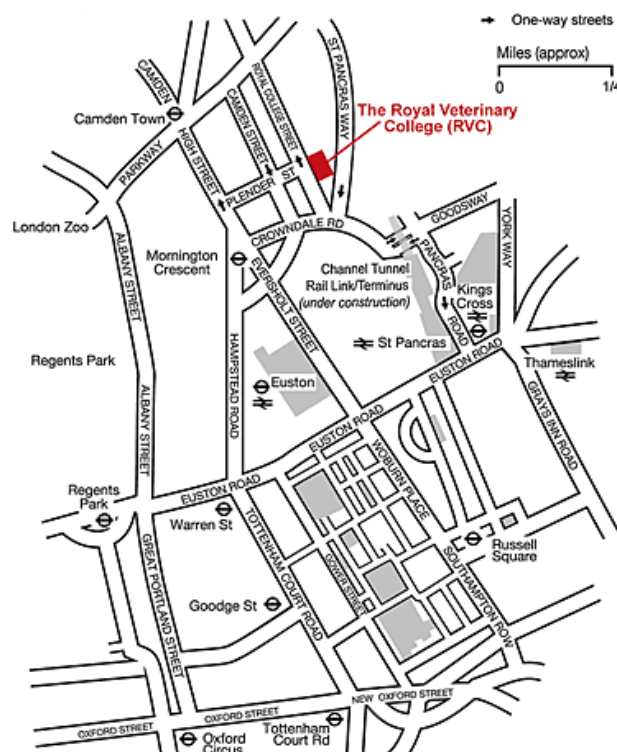 One-way streets
Miles (approx)
0 1/4
The Royal Veterinary
College (RVC)
CAMDEN
Camden Town
PARKWAY
HIGH STREET
CAMDEN STREET
ROYAL COLLEGE STREET
ST PANCRAS WAY
PLENDER ST
London Zoo
CROWNDALE RD
GOODSWAY
YORK WAY
PANCRAS
ROAD
ALBANY STREET
Mornington
Crescent
EVERSHOLT STREET
Channel Tunnel
Rail Link/Terminus
(under construction)
Kings
Cross
St Pancras
Regents Park
HAMPSTEAD ROAD
Euston
EUSTON ROAD
Thameslink
ALBANY STREET
EUSTON ROAD
GRAYS INN ROAD
WOBURN PLACE
Regents
Park
EUSTON ROAD
Warren St
TOTTENHAM COURT ROAD
GOWER STREET
Russell
Square
SOUTHAMPTON ROW
GREAT PORTLAND STREET
Goodge St
NEW OXFORD STREET
OXFORD STREET
OXFORD STREET
Oxford
Circus
Tottenham
Court Rd